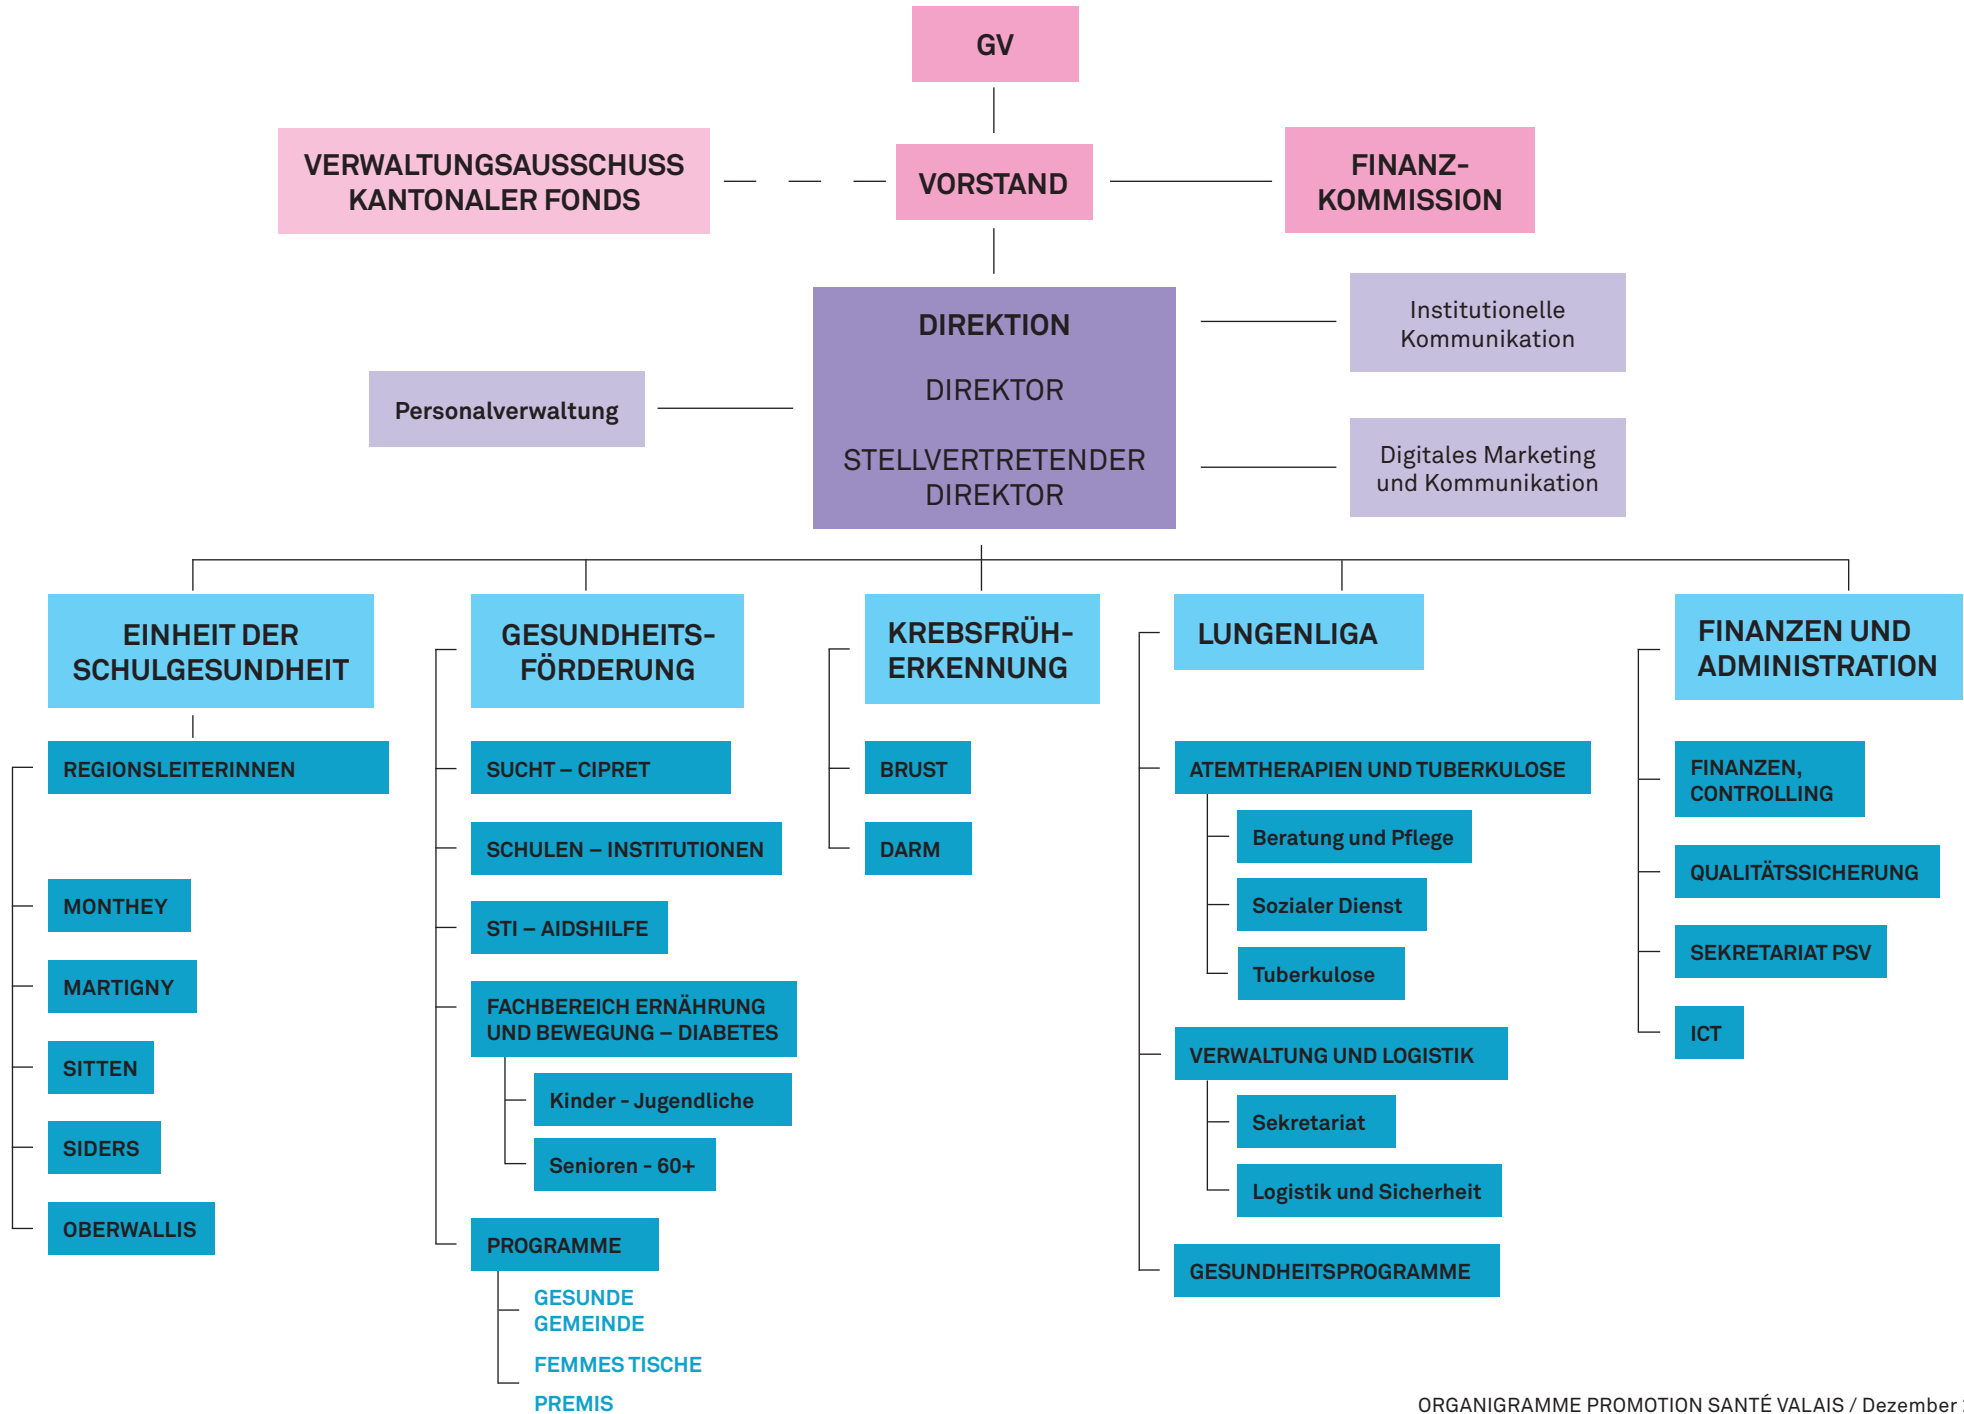 GV
VERWALTUNGSAUSSCHUSS
KANTONALER FONDS
VORSTAND
FINANZ-
KOMMISSION
DIREKTION
DIREKTOR
STELLVERTRETENDER
DIREKTOR
Institutionelle
Kommunikation
Personalverwaltung
Digitales Marketing
und Kommunikation
EINHEIT DER
SCHULGESUNDHEIT
REGIONSLEITERINNEN
MONTHEY
MARTIGNY
SITTEN
SIDERS
OBERWALLIS
GESUNDHEITS-
FÖRDERUNG
SUCHT – CIPRET
SCHULEN – INSTITUTIONEN
STI – AIDSHILFE
FACHBEREICH ERNÄHRUNG
UND BEWEGUNG – DIABETES
Kinder - Jugendliche
Senioren - 60+
PROGRAMME
GESUNDE
GEMEINDE
FEMMES TISCHE
PREMIS
KREBSFRÜH-
ERKENNUNG
BRUST
DARM
LUNGENLIGA
ATEMTHERAPIEN UND TUBERKULOSE
Beratung und Pflege
Sozialer Dienst
Tuberkulose
VERWALTUNG UND LOGISTIK
Sekretariat
Logistik und Sicherheit
GESUNDHEITSPROGRAMME
FINANZEN UND
ADMINISTRATION
FINANZEN,
CONTROLLING
QUALITÄTSSICHERUNG
SEKRETARIAT PSV
ICT
ORGANIGRAMME PROMOTION SANTÉ VALAIS / Dezember